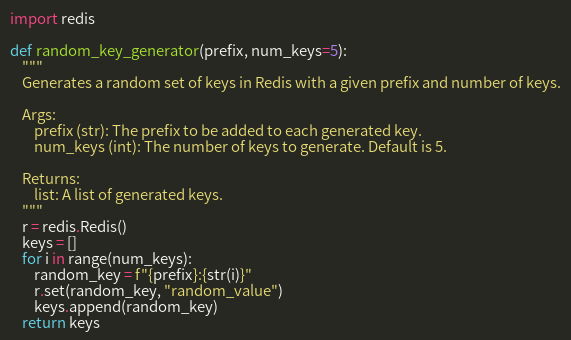 import redis

def random_key_generator(prefix, num_keys=5):
    """
    Generates a random set of keys in Redis with a given prefix and number of keys.

    Args:
        prefix (str): The prefix to be added to each generated key.
        num_keys (int): The number of keys to generate. Default is 5.

    Returns:
        list: A list of generated keys.
    """
    r = redis.Redis()
    keys = []
    for i in range(num_keys):
        random_key = f"{prefix}:{str(i)}"
        r.set(random_key, "random_value")
        keys.append(random_key)
    return keys